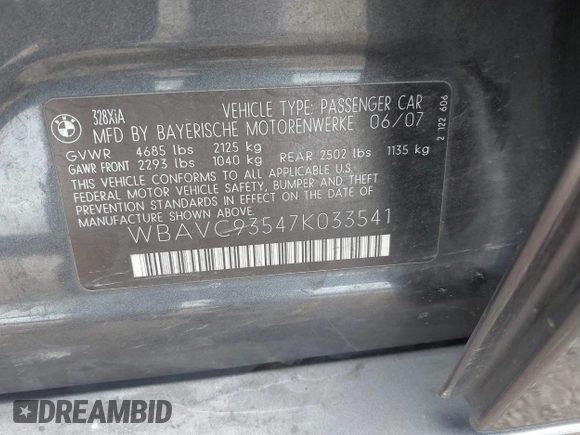 BMW
328XiA
VEHICLE TYPE: PASSENGER CAR
MFD BY BAYERISCHE MOTORENWERKE 06/07
GVWR 4685 lbs 2125 kg
GAWR FRONT 2293 lbs 1040 kg REAR 2502 lbs 1135 kg
THIS VEHICLE CONFORMS TO ALL APPLICABLE U.S.
FEDERAL MOTOR VEHICLE SAFETY, BUMPER AND THEFT
PREVENTION STANDARDS IN EFFECT ON THE DATE OF
MANUFACTURE SHOWN ABOVE.
WBAVC93547K033541
2 122 606
DREAMBID